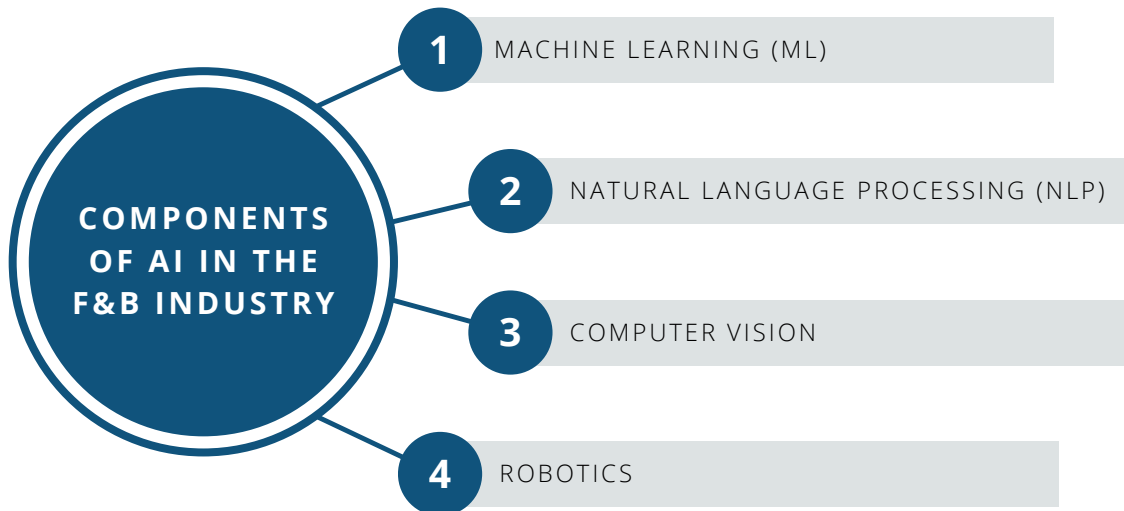 COMPONENTS
OF AI IN THE
F&B INDUSTRY
1 MACHINE LEARNING (ML)
2 NATURAL LANGUAGE PROCESSING (NLP)
3 COMPUTER VISION
4 ROBOTICS